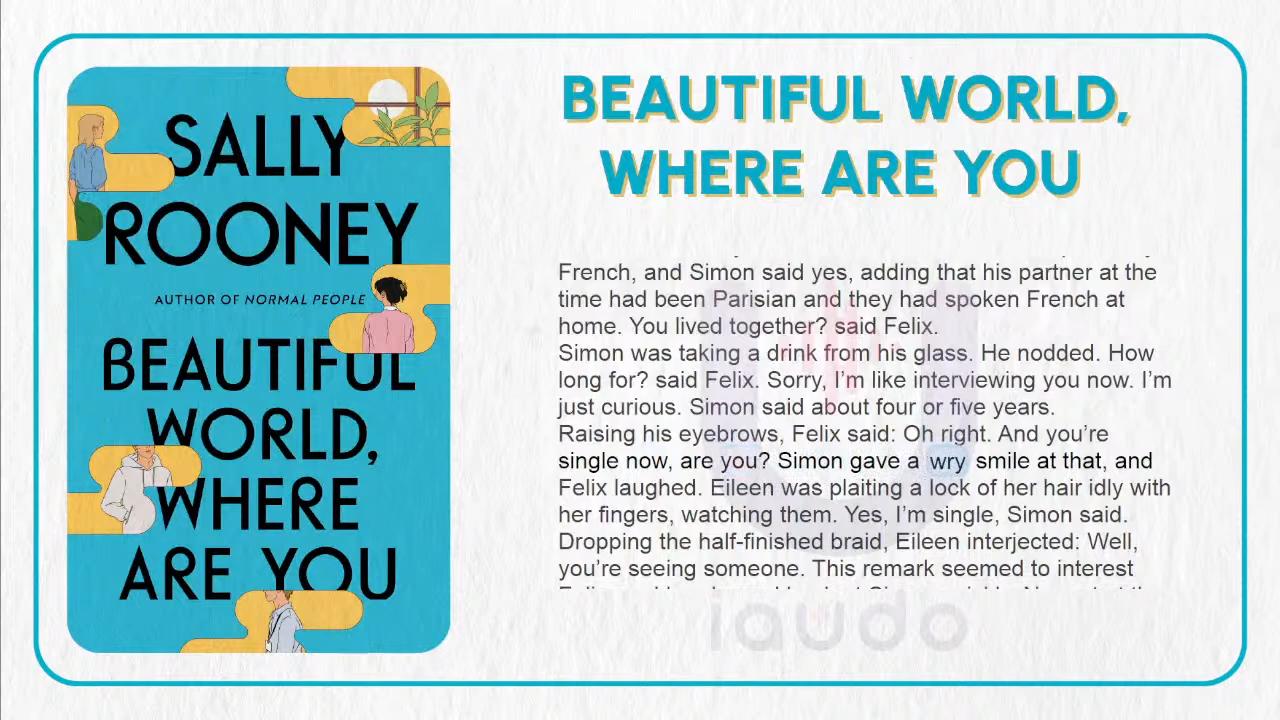 SALLY
ROONEY
AUTHOR OF NORMAL PEOPLE
BEAUTIFUL
WORLD,
WHERE
ARE YOU
BEAUTIFUL WORLD,
WHERE ARE YOU
French, and Simon said yes, adding that his partner at the
time had been Parisian and they had spoken French at
home. You lived together? said Felix.
Simon was taking a drink from his glass. He nodded. How
long for? said Felix. Sorry, I’m like interviewing you now. I’m
just curious. Simon said about four or five years.
Raising his eyebrows, Felix said: Oh right. And you’re
single now, are you? Simon gave a wry smile at that, and
Felix laughed. Eileen was plaiting a lock of her hair idly with
her fingers, watching them. Yes, I’m single, Simon said.
Dropping the half-finished braid, Eileen interjected: Well,
you’re seeing someone. This remark seemed to interest
iaudo